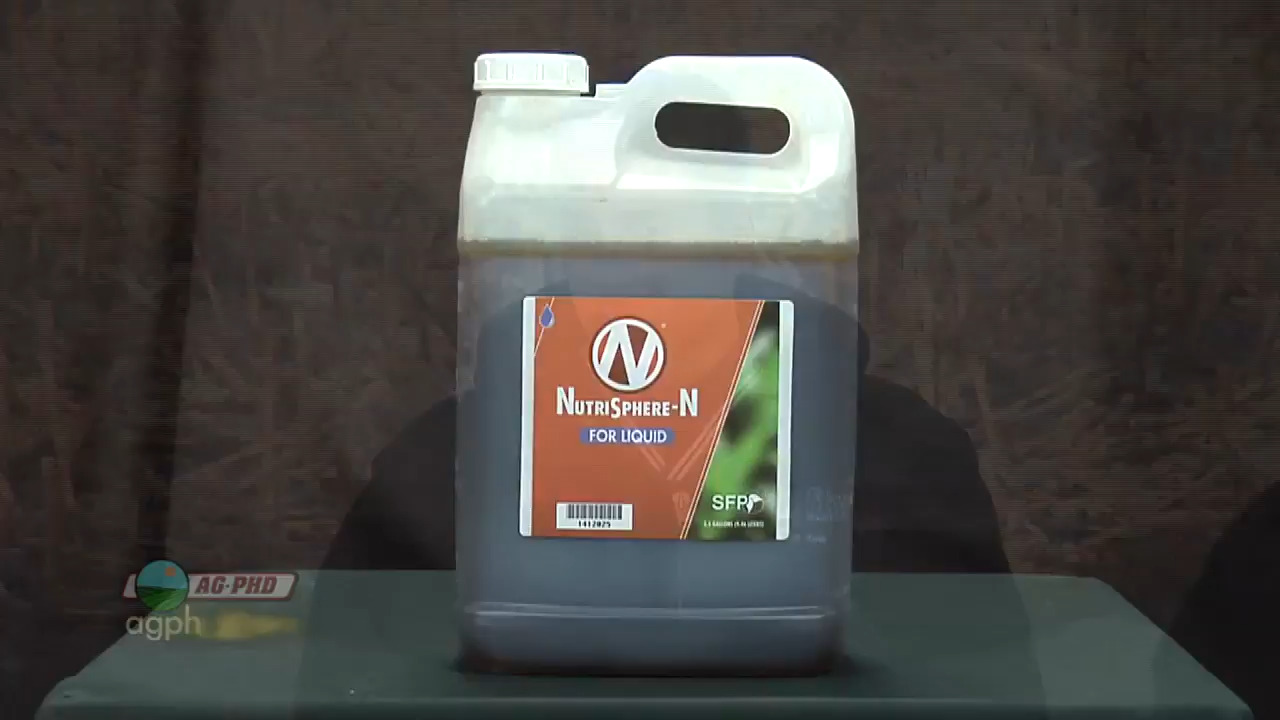 N
NUTRISPHERE-N
FOR LIQUID
SFP
1412025
AG·PHD
agph